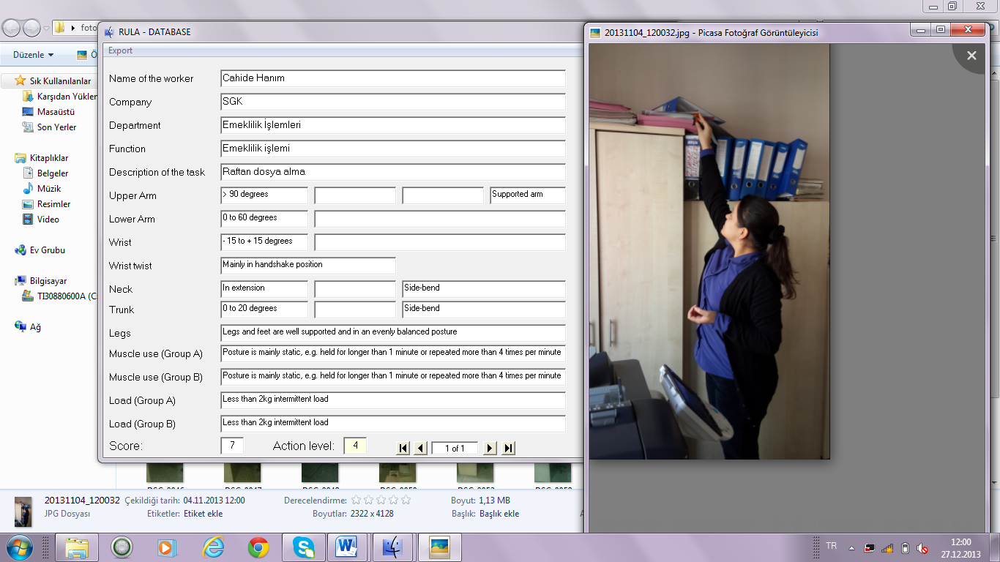 foto
Düzenle
Ö
Sık Kullanılanlar
Karşıdan Yükler
Masaüstü
Son Yerler
Kitaplıklar
Belgeler
Müzik
Resimler
Video
Ev Grubu
Bilgisayar
TI30880600A (C
Ağ
RULA - DATABASE
Export
Name of the worker Cahide Hanım
Company SGK
Department Emeklilik İşlemleri
Function Emeklilik işlemi
Description of the task Raftan dosya alma
Upper Arm > 90 degrees Supported arm
Lower Arm 0 to 60 degrees
Wrist - 15 to + 15 degrees
Wrist twist Mainly in handshake position
Neck In extension Side-bend
Trunk 0 to 20 degrees Side-bend
Legs Legs and feet are well supported and in an evenly balanced posture
Muscle use (Group A) Posture is mainly static, e.g. held for longer than 1 minute or repeated more than 4 times per minute
Muscle use (Group B) Posture is mainly static, e.g. held for longer than 1 minute or repeated more than 4 times per minute
Load (Group A) Less than 2kg intermittent load
Load (Group B) Less than 2kg intermittent load
Score: 7 Action level: 4 1 of 1
20131104_120032.jpg - Picasa Fotoğraf Görüntüleyicisi
20131104_120032 Çekildiği tarih: 04.11.2013 12:00 Derecelendirme: Boyut: 1,13 MB
JPG Dosyası Etiketler: Etiket ekle Boyutlar: 2322 x 4128 Başlık: Başlık ekle A
TR 12:00
27.12.2013